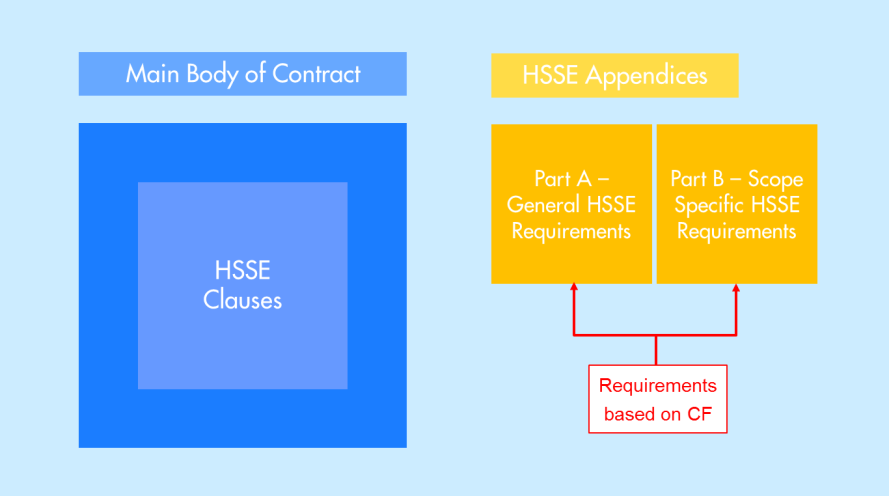 Main Body of Contract
HSSE Appendices
HSSE
Clauses
Part A –
General HSSE
Requirements
Part B – Scope
Specific HSSE
Requirements
Requirements
based on CF